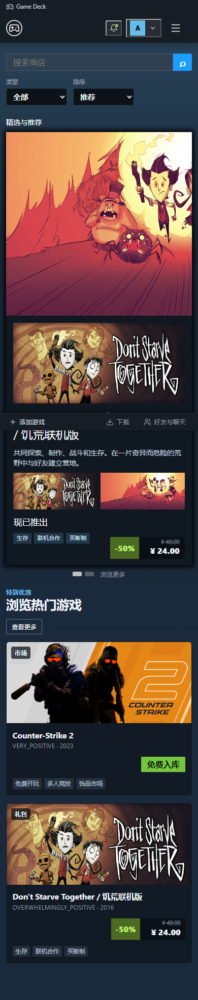 Game Deck
A
搜索商店
类型
排序
全部
推荐
精选与推荐
DON'T STARVE
TOGETHER
添加游戏
下载
好友与聊天
/ 饥荒联机版
共同探索、制作、战斗和生存。在一片奇异而危险的荒
野中与好友建立营地。
DON'T STARVE
TOGETHER
现已推出
生存
联机合作
买断制
-50%
¥ 48.00
¥ 24.00
浏览更多
特别优惠
浏览热门游戏
查看更多
市场
2
COUNTER
STRIKE
Counter-Strike 2
VERY_POSITIVE · 2023
免费入库
免费开玩
多人竞技
饰品市场
礼包
DON'T STARVE
TOGETHER
Don't Starve Together / 饥荒联机版
OVERWHELMINGLY_POSITIVE · 2016
-50%
¥ 48.00
¥ 24.00
生存
联机合作
买断制